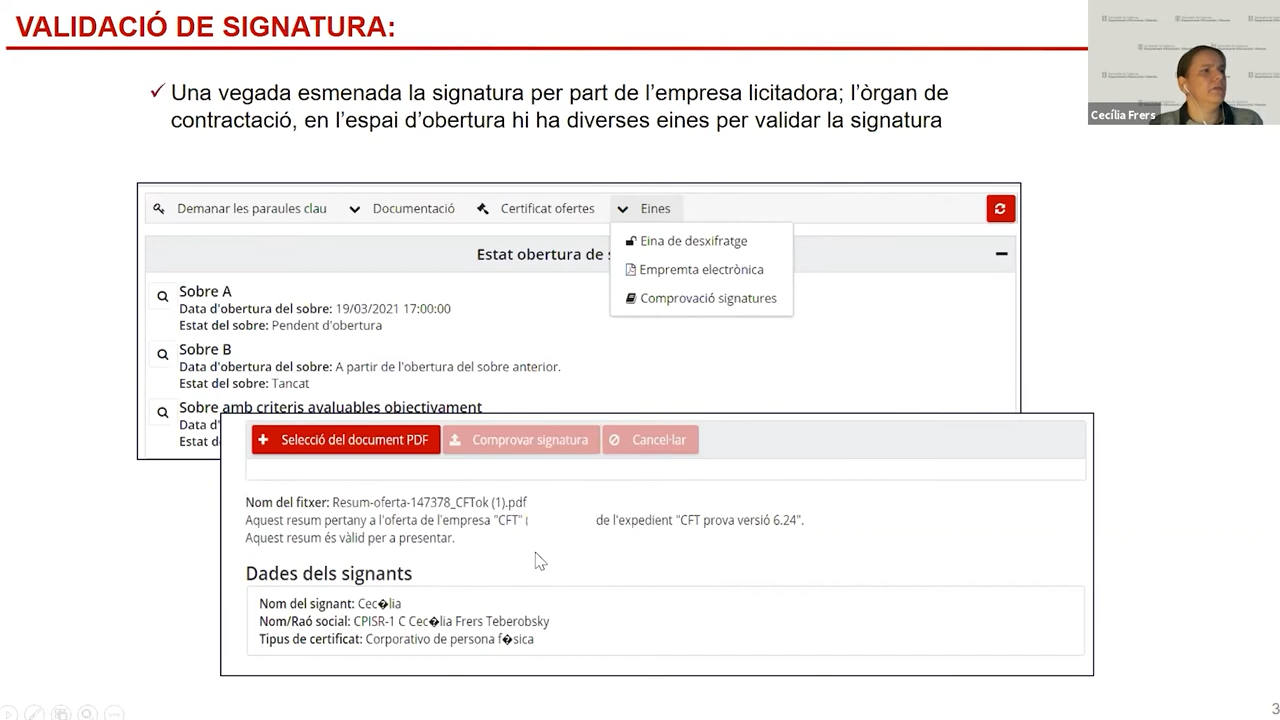 VALIDACIÓ DE SIGNATURA:
Cecília Frers
✓ Una vegada esmenada la signatura per part de l’empresa licitadora; l’òrgan de
contractació, en l’espai d’obertura hi ha diverses eines per validar la signatura
Demanar les paraules clau Documentació Certificat ofertes Eines
Eina de desxifratge
Empremta electrònica
Comprovació signatures
Estat obertura de
Sobre A
Data d'obertura del sobre: 19/03/2021 17:00:00
Estat del sobre: Pendent d'obertura
Sobre B
Data d'obertura del sobre: A partir de l'obertura del sobre anterior.
Estat del sobre: Tancat
Sobre amb criteris avaluables objectivament
Data
Estat d
Selecció del document PDF Comprovar signatura Cancel·lar
Nom del fitxer: Resum-oferta-147378_CFTok (1).pdf
Aquest resum pertany a l'oferta de l'empresa "CFT" ( de l'expedient "CFT prova versió 6.24".
Aquest resum és vàlid per a presentar.
Dades dels signants
Nom del signant: Cec�lia
Nom/Raó social: CPISR-1 C Cec�lia Frers Teberobsky
Tipus de certificat: Corporativo de persona f�sica
3